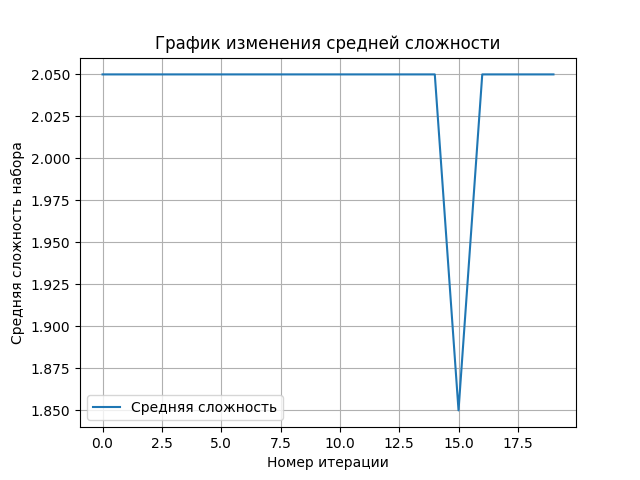 График изменения средней сложности
2.050
2.025
2.000
1.975
1.950
1.925
1.900
1.875
1.850
Средняя сложность набора
Средняя сложность
0.0 2.5 5.0 7.5 10.0 12.5 15.0 17.5
Номер итерации